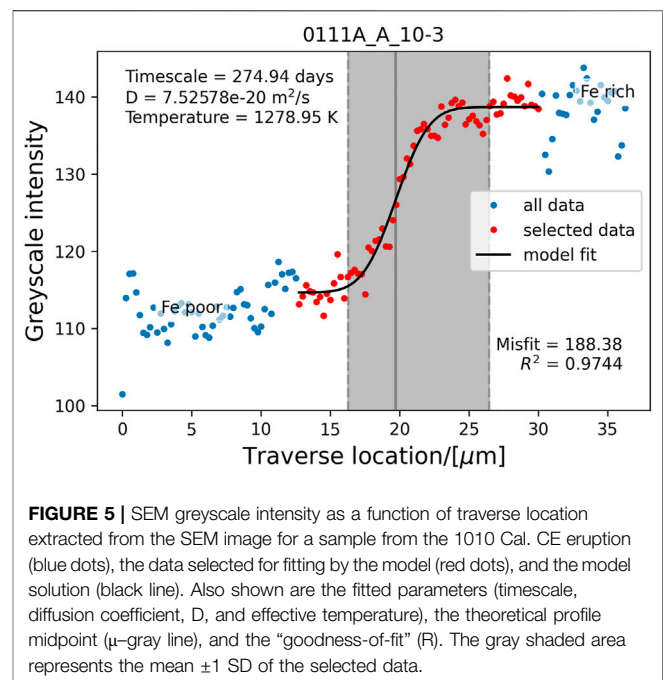 0111A_A_10-3
Timescale = 274.94 days
D = 7.52578e-20 m²/s
Temperature = 1278.95 K
Fe rich
Fe poor
all data
selected data
model fit
Misfit = 188.38
R² = 0.9744
Greyscale intensity
140
130
120
110
100
0 5 10 15 20 25 30 35
Traverse location/[μm]
FIGURE 5 | SEM greyscale intensity as a function of traverse location
extracted from the SEM image for a sample from the 1010 Cal. CE eruption
(blue dots), the data selected for fitting by the model (red dots), and the model
solution (black line). Also shown are the fitted parameters (timescale,
diffusion coefficient, D, and effective temperature), the theoretical profile
midpoint (μ–gray line), and the “goodness-of-fit” (R). The gray shaded area
represents the mean ±1 SD of the selected data.